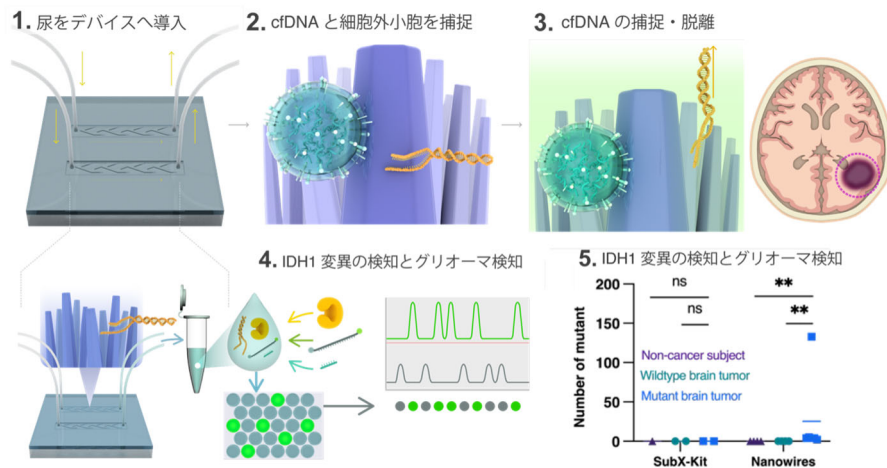 1. 尿をデバイスへ導入
2. cfDNA と細胞外小胞を捕捉
3. cfDNA の捕捉・脱離
4. IDH1 変異の検知とグリオーマ検知
5. IDH1 変異の検知とグリオーマ検知
Number of mutant
200
150
100
50
0
ns
ns
**
**
Non-cancer subject
Wildtype brain tumor
Mutant brain tumor
SubX-Kit
Nanowires